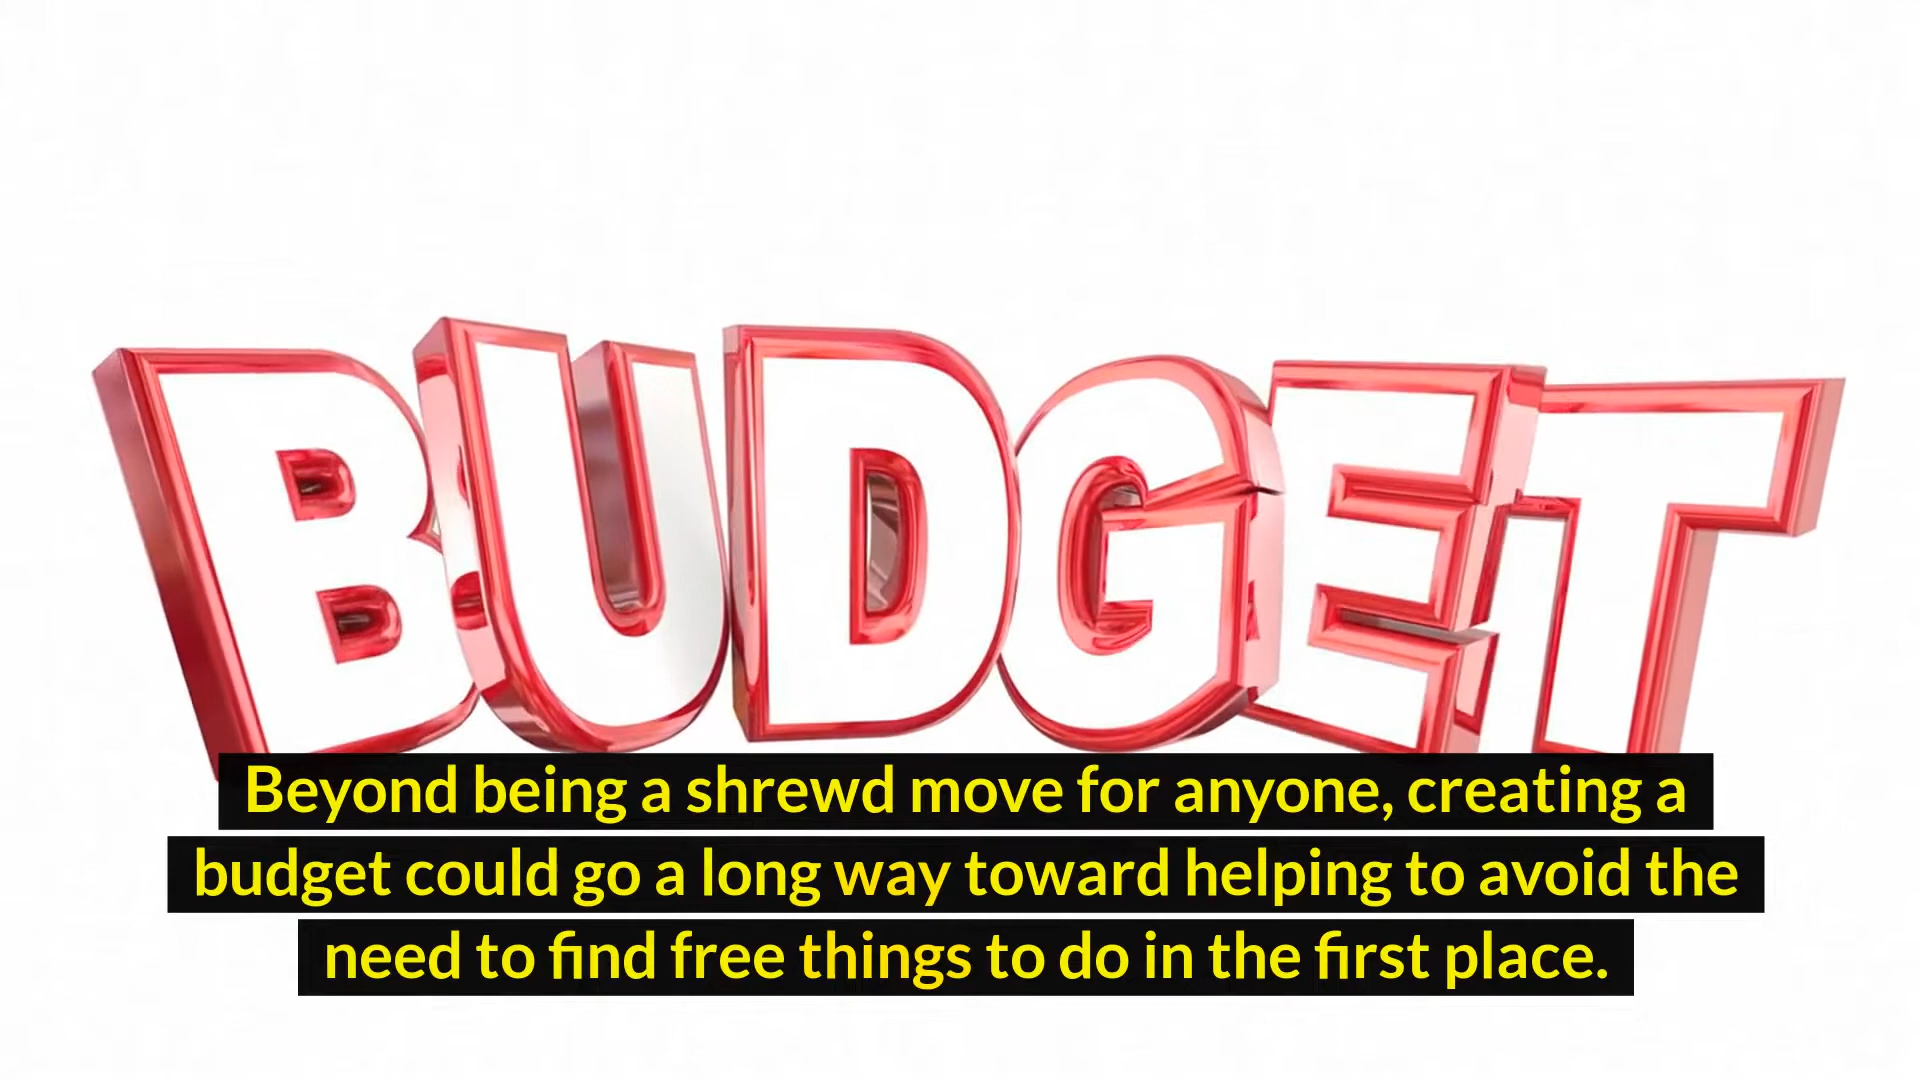 BUDGET
Beyond being a shrewd move for anyone, creating a
budget could go a long way toward helping to avoid the
need to find free things to do in the first place.